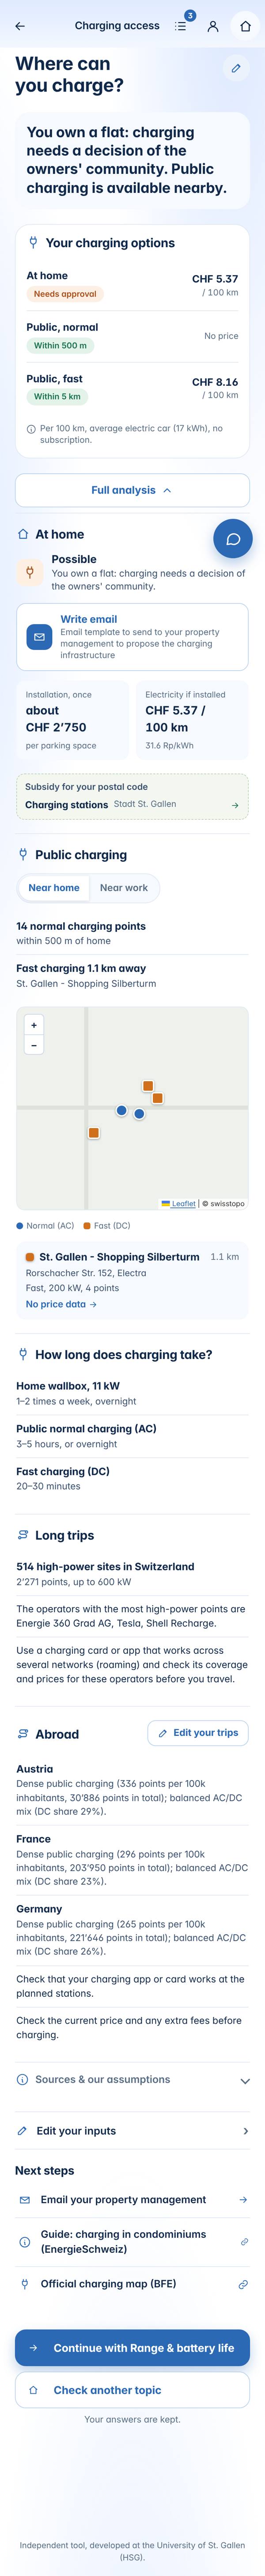 Charging access
3
Where can
you charge?
You own a flat: charging
needs a decision of the
owners' community. Public
charging is available nearby.
Your charging options
At home
Needs approval
CHF 5.37
/ 100 km
Public, normal
Within 500 m
No price
Public, fast
Within 5 km
CHF 8.16
/ 100 km
Per 100 km, average electric car (17 kWh), no
subscription.
Full analysis
At home
Possible
You own a flat: charging needs a decision of
the owners' community.
Write email
Email template to send to your property
management to propose the charging
infrastructure
Installation, once
about
CHF 2’750
per parking space
Electricity if installed
CHF 5.37 /
100 km
31.6 Rp/kWh
Subsidy for your postal code
Charging stations Stadt St. Gallen
Public charging
Near home
Near work
14 normal charging points
within 500 m of home
Fast charging 1.1 km away
St. Gallen - Shopping Silberturm
+
−
Leaflet | © swisstopo
Normal (AC)
Fast (DC)
St. Gallen - Shopping Silberturm 1.1 km
Rorschacher Str. 152, Electra
Fast, 200 kW, 4 points
No price data →
How long does charging take?
Home wallbox, 11 kW
1–2 times a week, overnight
Public normal charging (AC)
3–5 hours, or overnight
Fast charging (DC)
20–30 minutes
Long trips
514 high-power sites in Switzerland
2’271 points, up to 600 kW
The operators with the most high-power points are
Energie 360 Grad AG, Tesla, Shell Recharge.
Use a charging card or app that works across
several networks (roaming) and check its coverage
and prices for these operators before you travel.
Abroad
Edit your trips
Austria
Dense public charging (336 points per 100k
inhabitants, 30’886 points in total); balanced AC/DC
mix (DC share 29%).
France
Dense public charging (296 points per 100k
inhabitants, 203’950 points in total); balanced AC/DC
mix (DC share 23%).
Germany
Dense public charging (265 points per 100k
inhabitants, 221’646 points in total); balanced AC/DC
mix (DC share 26%).
Check that your charging app or card works at the
planned stations.
Check the current price and any extra fees before
charging.
Sources & our assumptions
Edit your inputs
Next steps
Email your property management
Guide: charging in condominiums
(EnergieSchweiz)
Official charging map (BFE)
Continue with Range & battery life
Check another topic
Your answers are kept.
Independent tool, developed at the University of St. Gallen
(HSG).